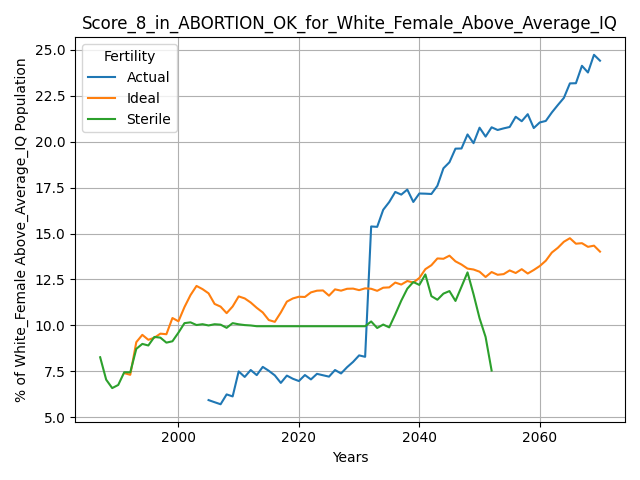 Score_8_in_ABORTION_OK_for_White_Female_Above_Average_IQ
% of White_Female Above_Average_IQ Population
25.0
22.5
20.0
17.5
15.0
12.5
10.0
7.5
5.0
Fertility
Actual
Ideal
Sterile
2000
2020
2040
2060
Years